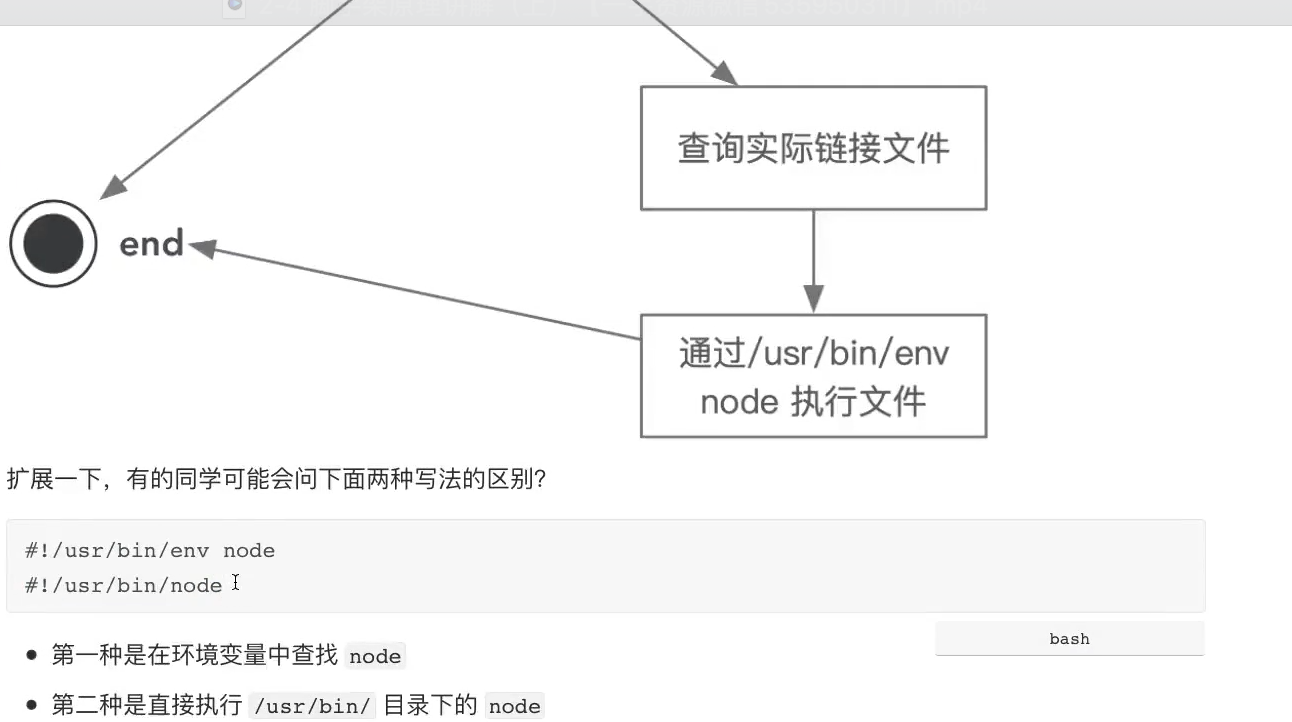 查询实际链接文件
end
通过/usr/bin/env
node 执行文件
扩展一下，有的同学可能会问下面两种写法的区别？
#!/usr/bin/env node
#!/usr/bin/node
bash
第一种是在环境变量中查找 node
第二种是直接执行 /usr/bin/ 目录下的 node